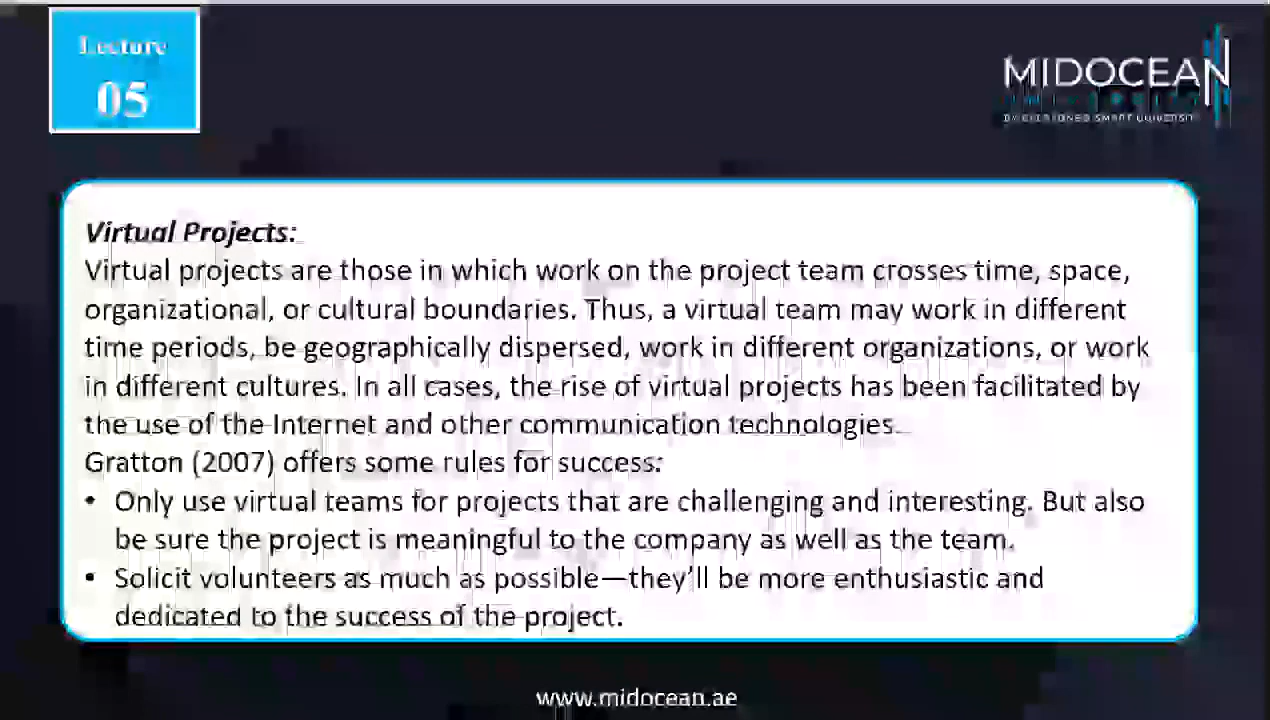 Lecture
05
MIDOCEAN
UNIVERSITY
Virtual Projects:
Virtual projects are those in which work on the project team crosses time, space,
organizational, or cultural boundaries. Thus, a virtual team may work in different
time periods, be geographically dispersed, work in different organizations, or work
in different cultures. In all cases, the rise of virtual projects has been facilitated by
the use of the Internet and other communication technologies.
Gratton (2007) offers some rules for success:
• Only use virtual teams for projects that are challenging and interesting. But also
be sure the project is meaningful to the company as well as the team.
• Solicit volunteers as much as possible—they'll be more enthusiastic and
dedicated to the success of the project.
www.midocean.ae